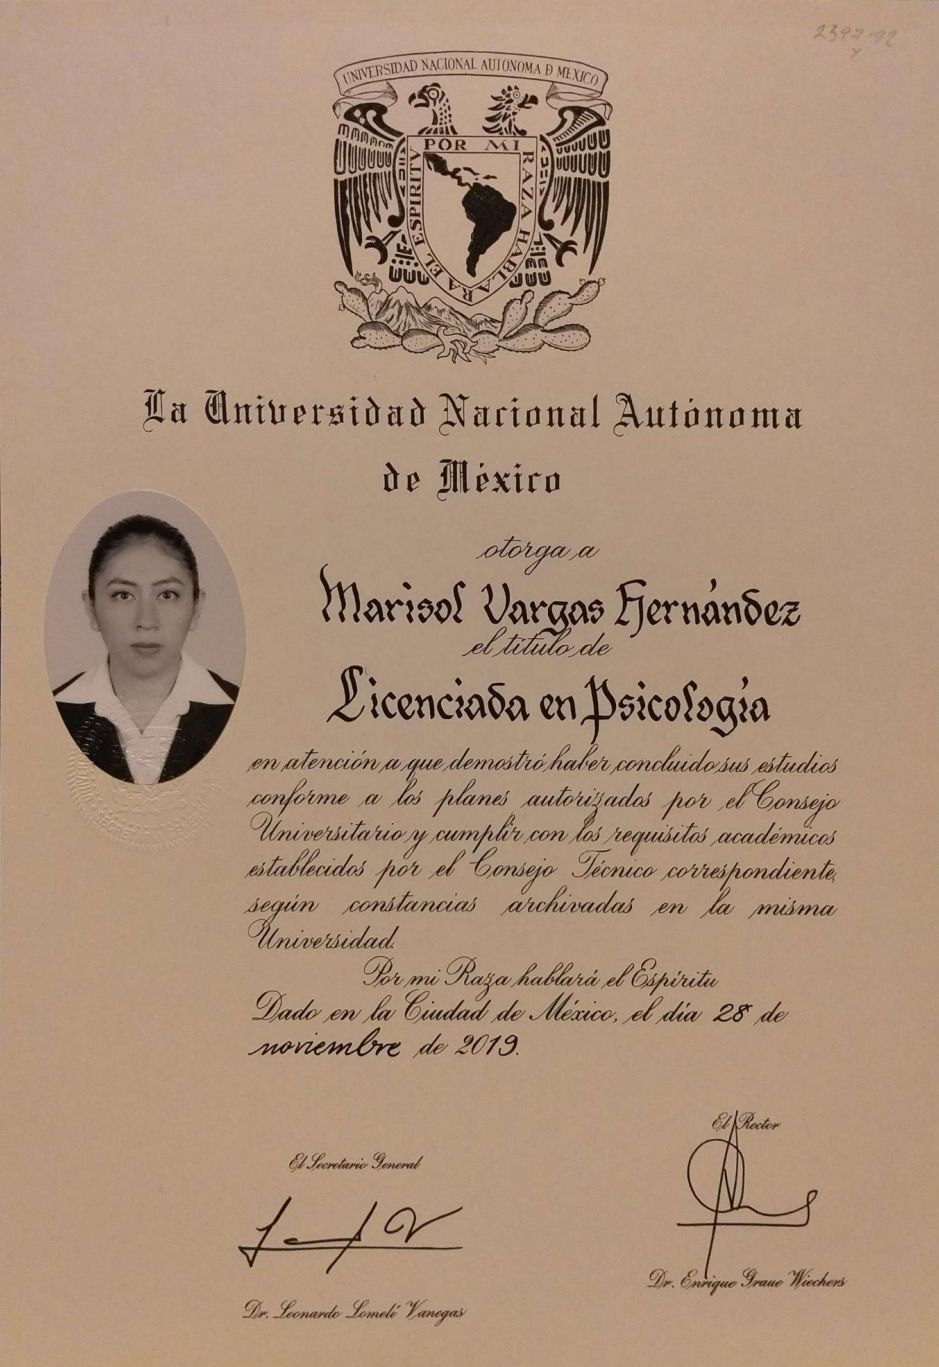 2397-92
UNIVERSIDAD NACIONAL AUTONOMA D MEXICO
POR MI RAZA HABLARA EL ESPIRITV
La Universidad Nacional Autónoma
de México
otorga a
Marisol Vargas Hernández
el título de
Licenciada en Psicología
en atención a que demostró haber concluido sus estudios
conforme a los planes autorizados por el Consejo
Universitario y cumplir con los requisitos académicos
establecidos por el Consejo Técnico correspondiente,
según constancias archivadas en la misma
Universidad.
Por mi Raza hablará el Espíritu
Dado en la Ciudad de México, el día 28 de
noviembre de 2019.
El Secretario General
Dr. Leonardo Lomelí Vanegas
El Rector
Dr. Enrique Graue Wiechers